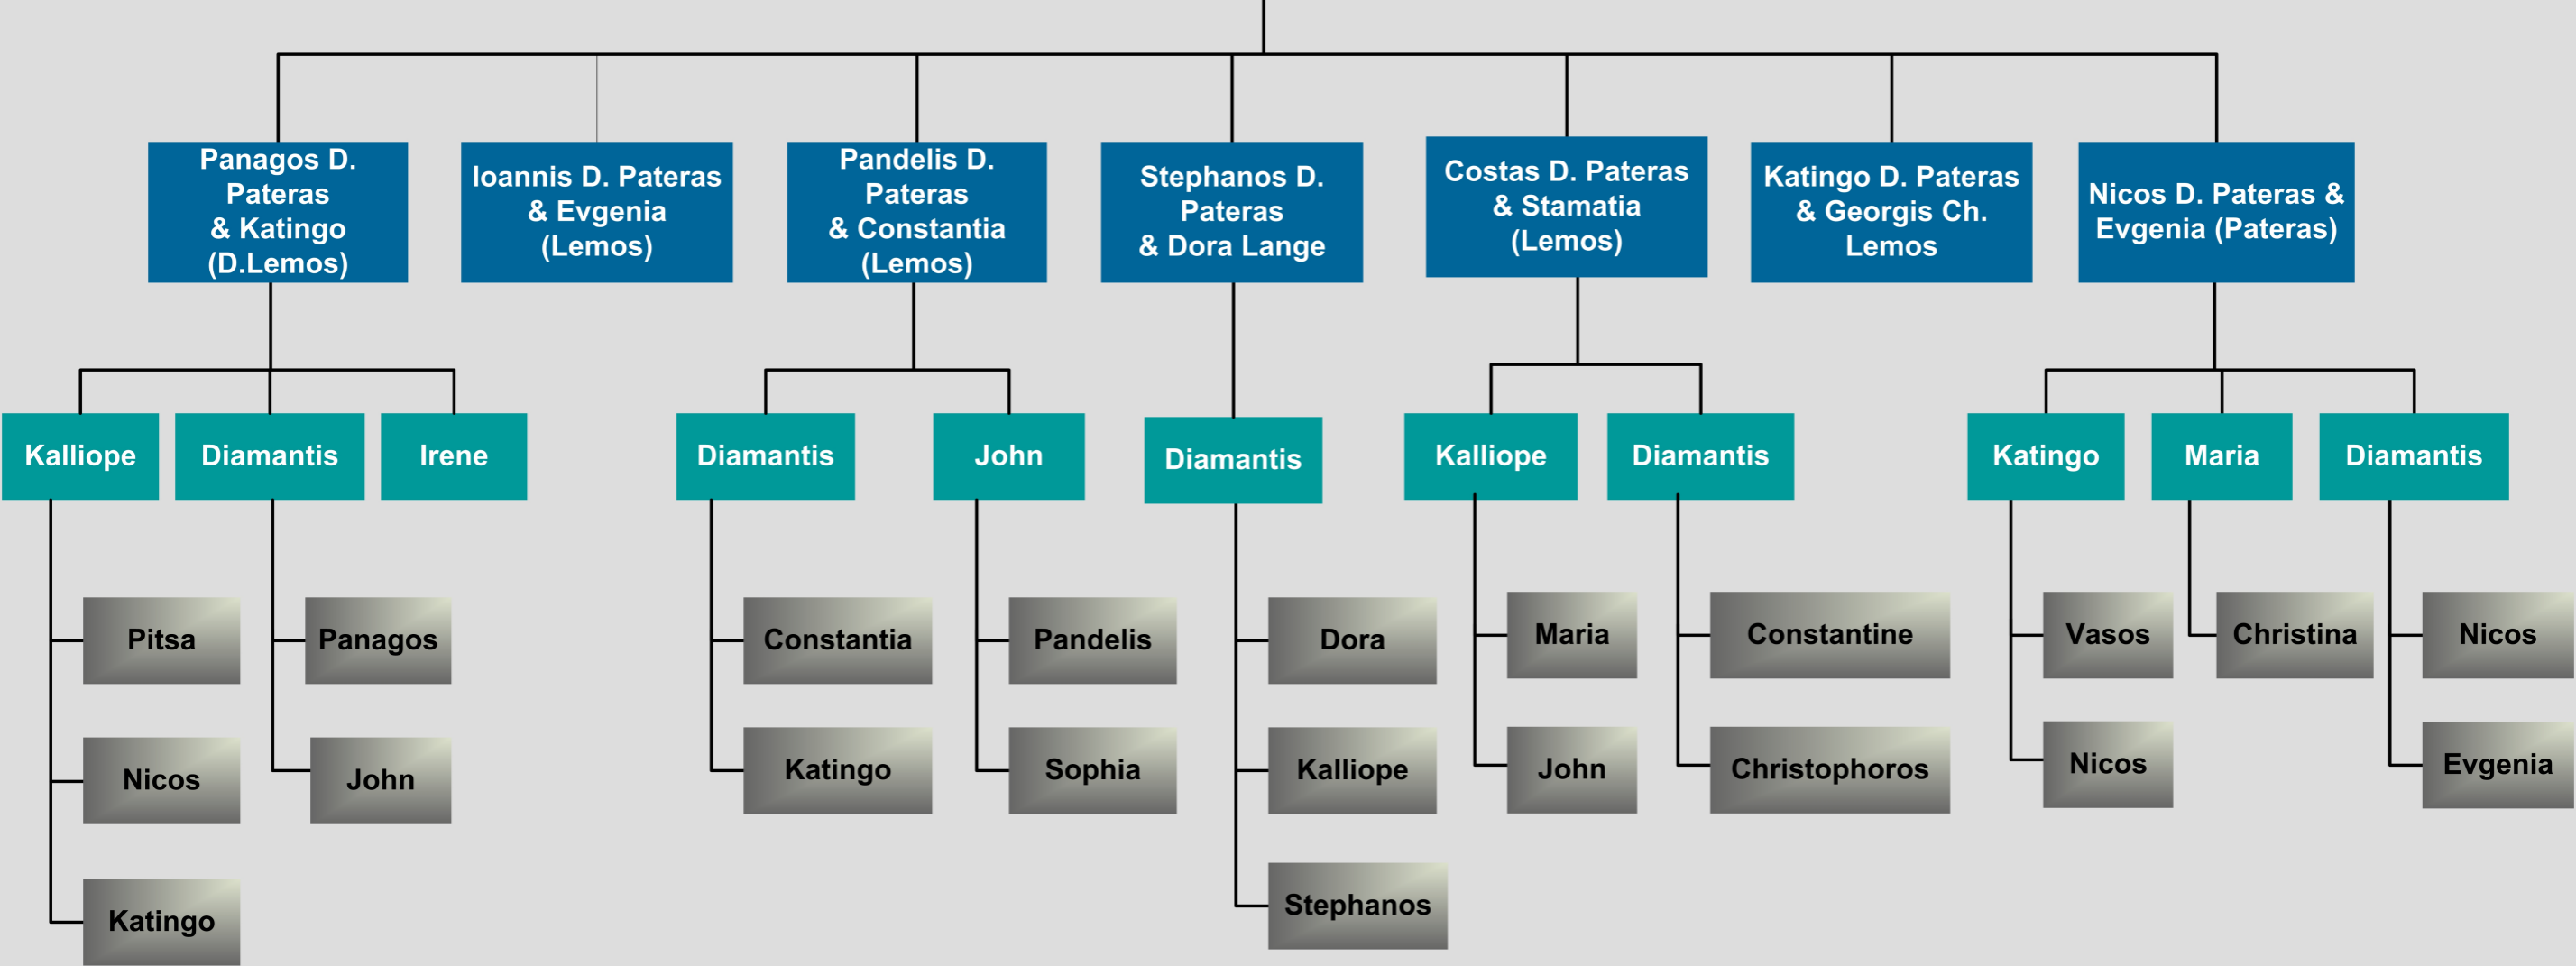 Panagos D.
Pateras
& Katingo
(D.Lemos)
Ioannis D. Pateras
& Evgenia
(Lemos)
Pandelis D.
Pateras
& Constantia
(Lemos)
Stephanos D.
Pateras
& Dora Lange
Costas D. Pateras
& Stamatia
(Lemos)
Katingo D. Pateras
& Georgis Ch.
Lemos
Nicos D. Pateras &
Evgenia (Pateras)
Kalliope
Diamantis
Irene
Diamantis
John
Diamantis
Kalliope
Diamantis
Katingo
Maria
Diamantis
Pitsa
Panagos
Constantia
Pandelis
Dora
Maria
Constantine
Vasos
Christina
Nicos
Nicos
John
Katingo
Sophia
Kalliope
John
Christophoros
Nicos
Evgenia
Katingo
Stephanos